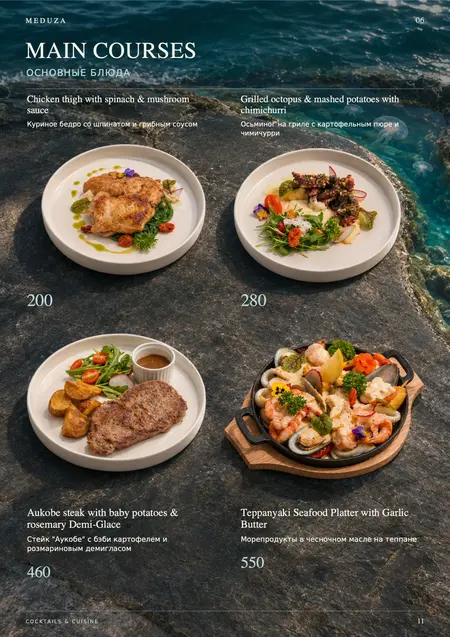 MEDUZA
06
MAIN COURSES
ОСНОВНЫЕ БЛЮДА
Chicken thigh with spinach & mushroom
sauce
Куриное бедро со шпинатом и грибным соусом
Grilled octopus & mashed potatoes with
chimichurri
Осьминог на гриле с картофельным пюре и
чимичурри
200
280
Aukobe steak with baby potatoes &
rosemary Demi-Glace
Стейк "Аукобе" с бэби картофелем и
розмариновым демигласом
460
Teppanyaki Seafood Platter with Garlic
Butter
Морепродукты в чесночном масле на теппане
550
COCKTAILS & CUISINE
11